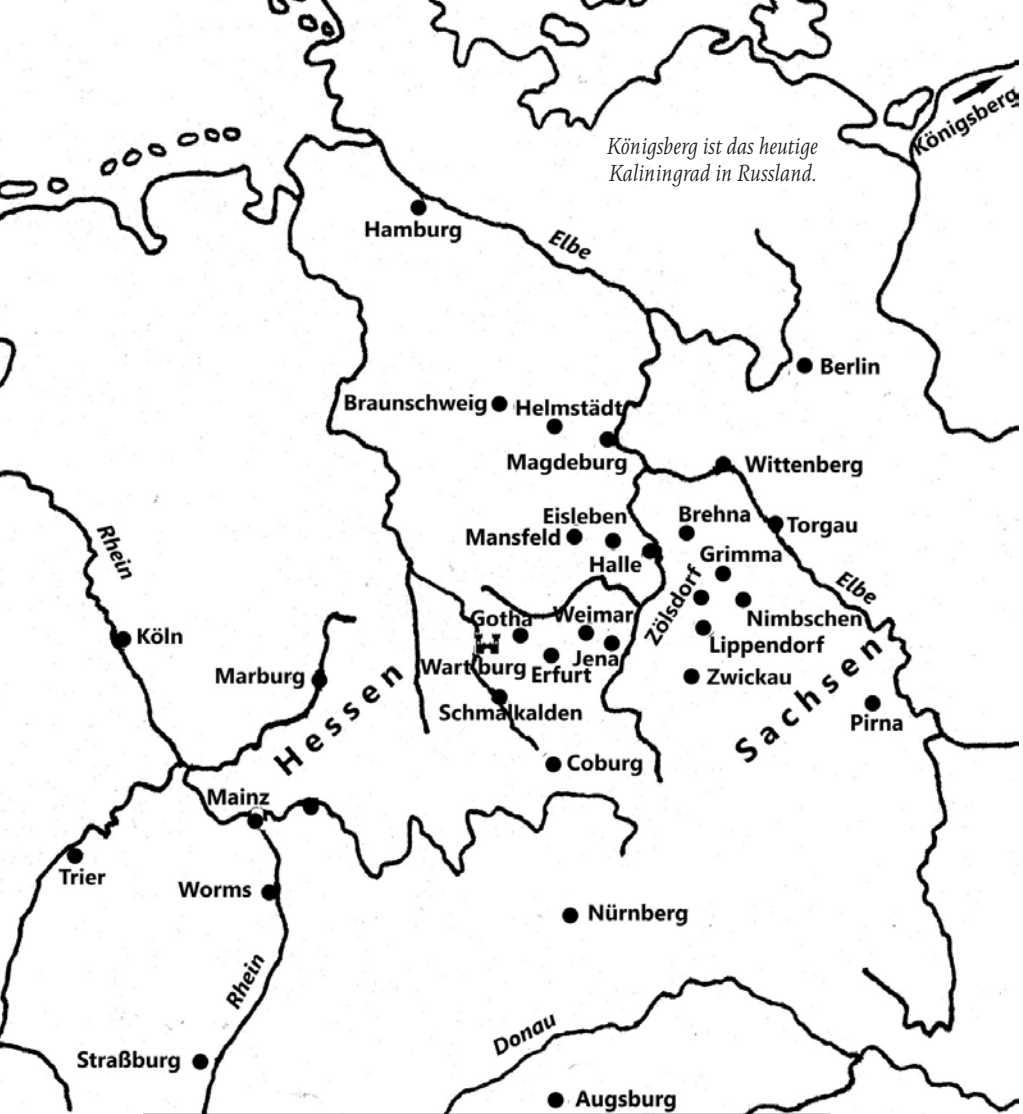 Königsberg
Königsberg ist das heutige
Kaliningrad in Russland.
Hamburg
Elbe
Berlin
Braunschweig
Helmstädt
Magdeburg
Wittenberg
Rhein
Eisleben
Brehna
Torgau
Mansfeld
Halle
Grimma
Elbe
Zölsdorf
Gotha
Weimar
Nimbschen
Köln
Lippendorf
Wartburg
Jena
Erfurt
Marburg
Zwickau
Hessen
Sachsen
Schmalkalden
Pirna
Coburg
Mainz
Trier
Worms
Nürnberg
Rhein
Donau
Straßburg
Augsburg